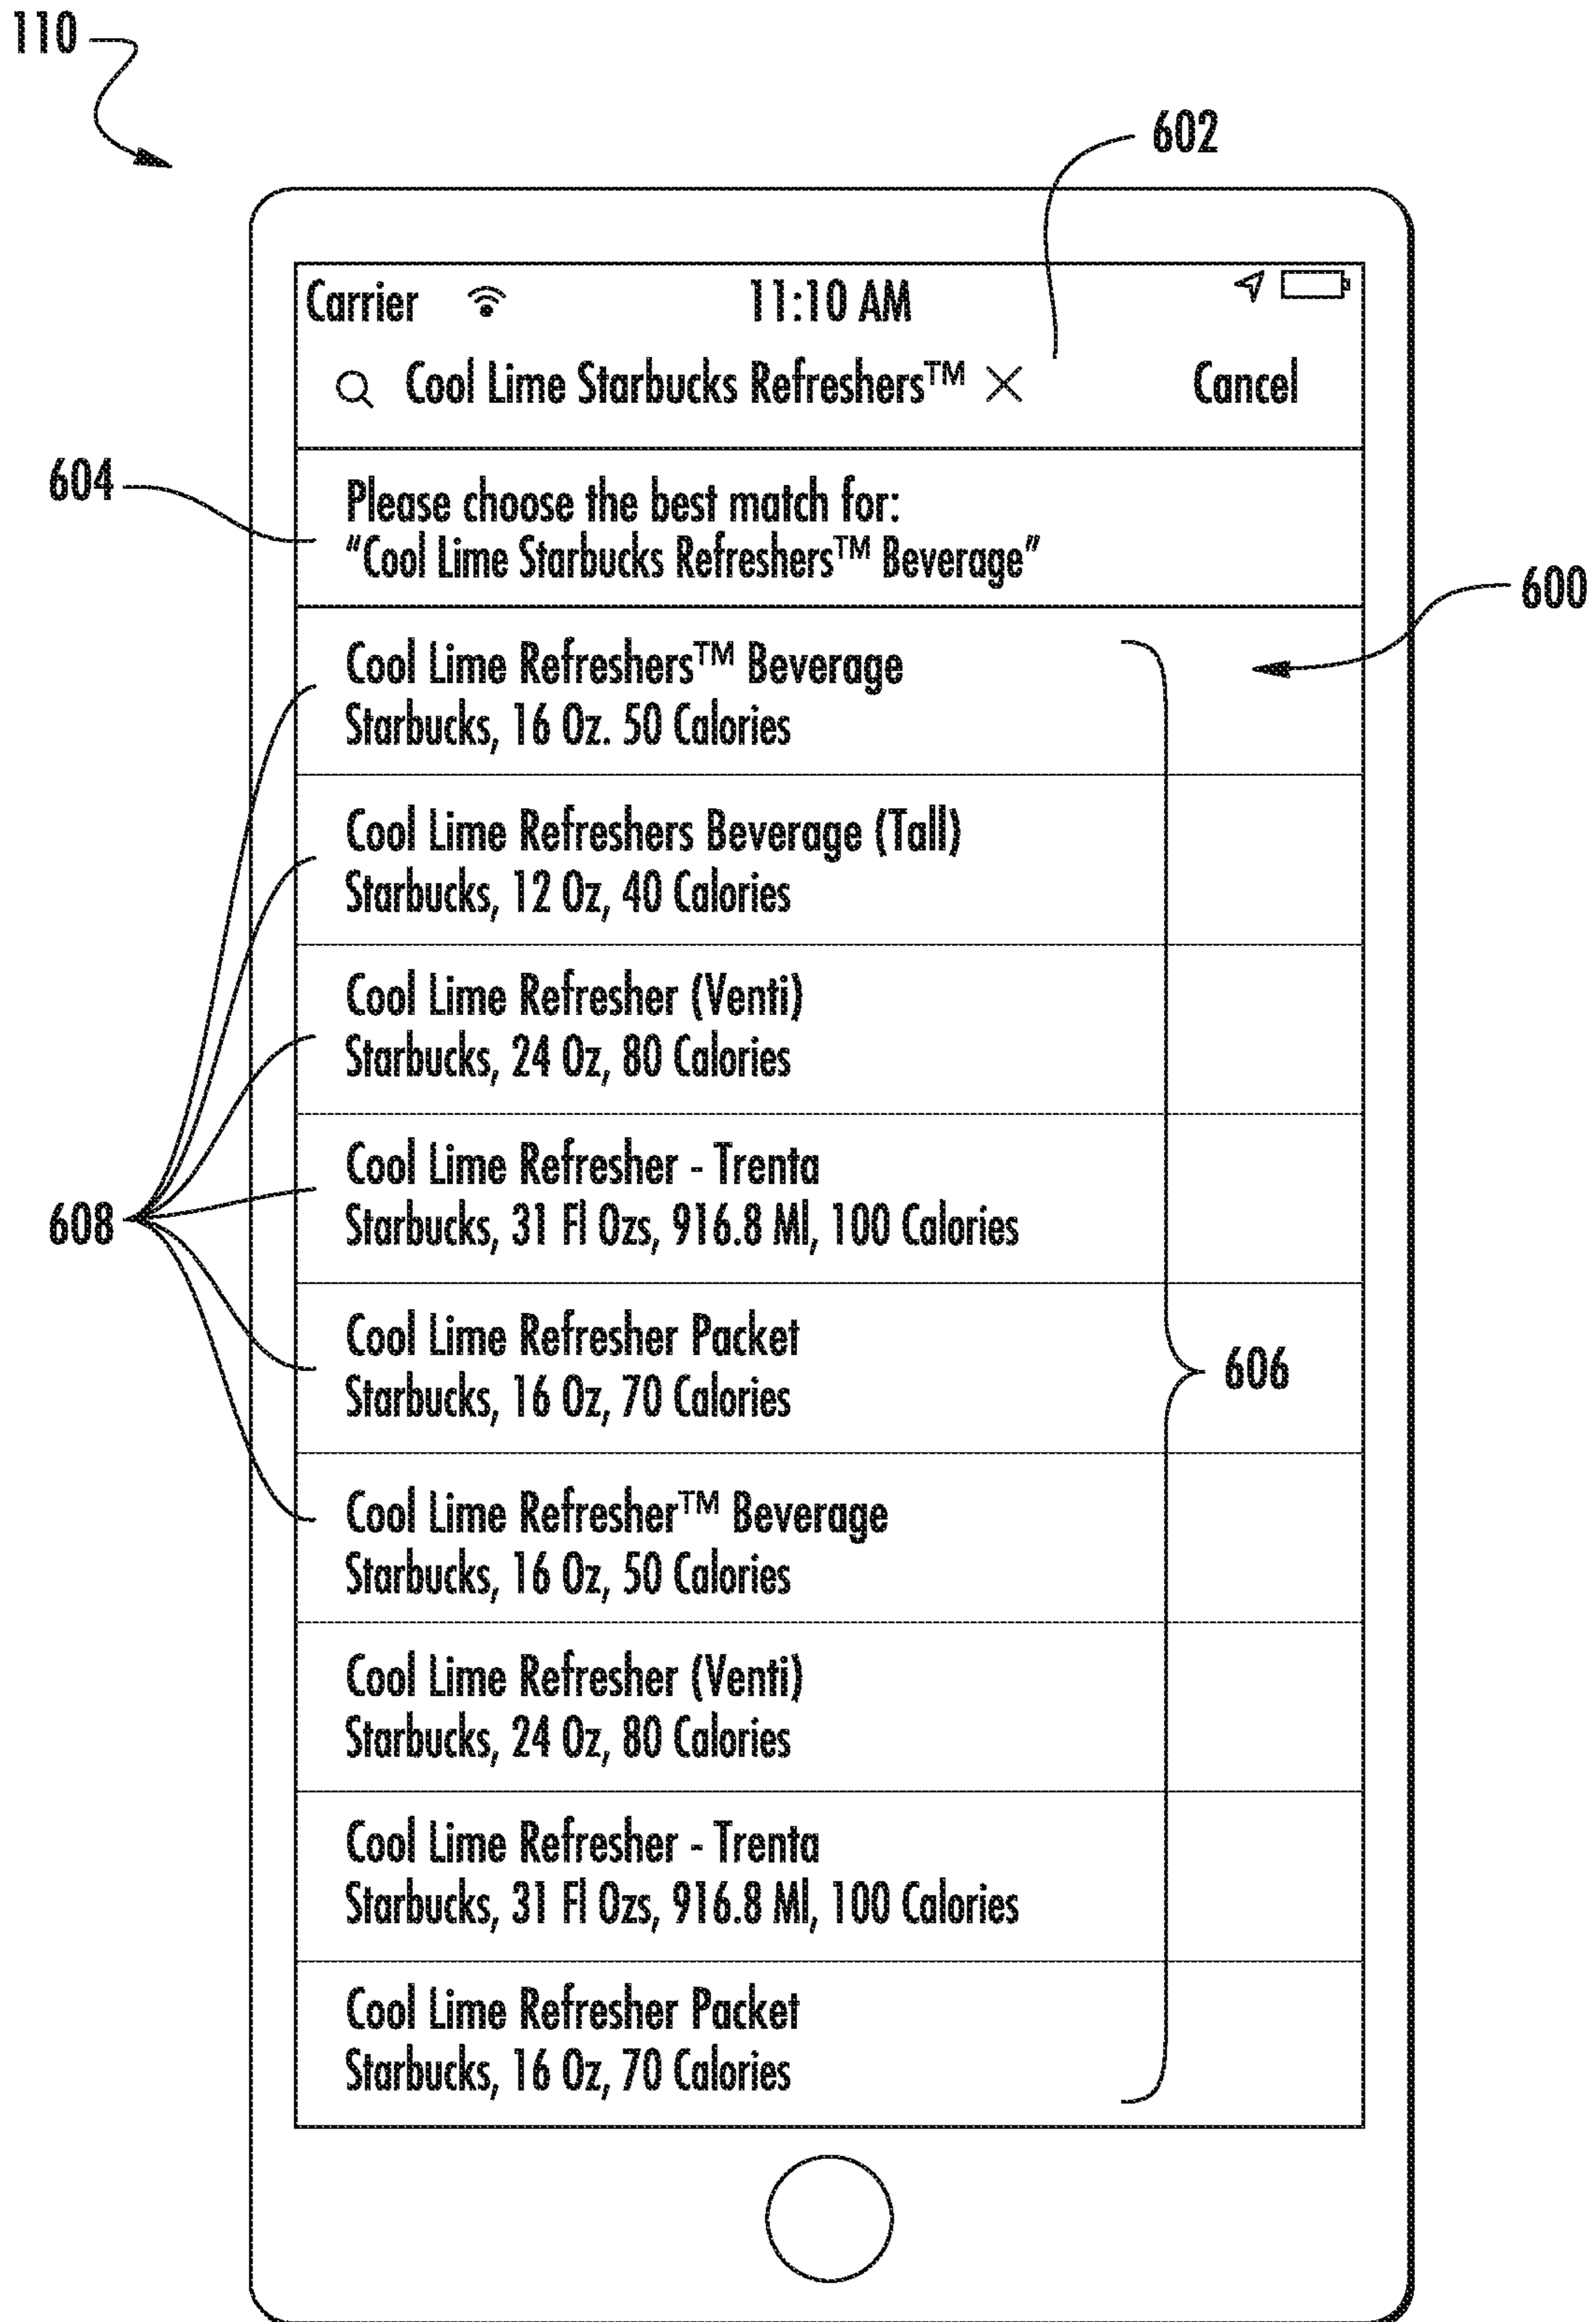 110
602
Carrier 11:10 AM
Cool Lime Starbucks Refreshers™ X Cancel
604
Please choose the best match for:
“Cool Lime Starbucks Refreshers™ Beverage”
600
Cool Lime Refreshers™ Beverage
Starbucks, 16 Oz. 50 Calories
Cool Lime Refreshers Beverage (Tall)
Starbucks, 12 Oz, 40 Calories
Cool Lime Refresher (Venti)
Starbucks, 24 Oz, 80 Calories
Cool Lime Refresher - Trenta
608
Starbucks, 31 Fl Ozs, 916.8 Ml, 100 Calories
Cool Lime Refresher Packet
606
Starbucks, 16 Oz, 70 Calories
Cool Lime Refresher™ Beverage
Starbucks, 16 Oz, 50 Calories
Cool Lime Refresher (Venti)
Starbucks, 24 Oz, 80 Calories
Cool Lime Refresher - Trenta
Starbucks, 31 Fl Ozs, 916.8 Ml, 100 Calories
Cool Lime Refresher Packet
Starbucks, 16 Oz, 70 Calories